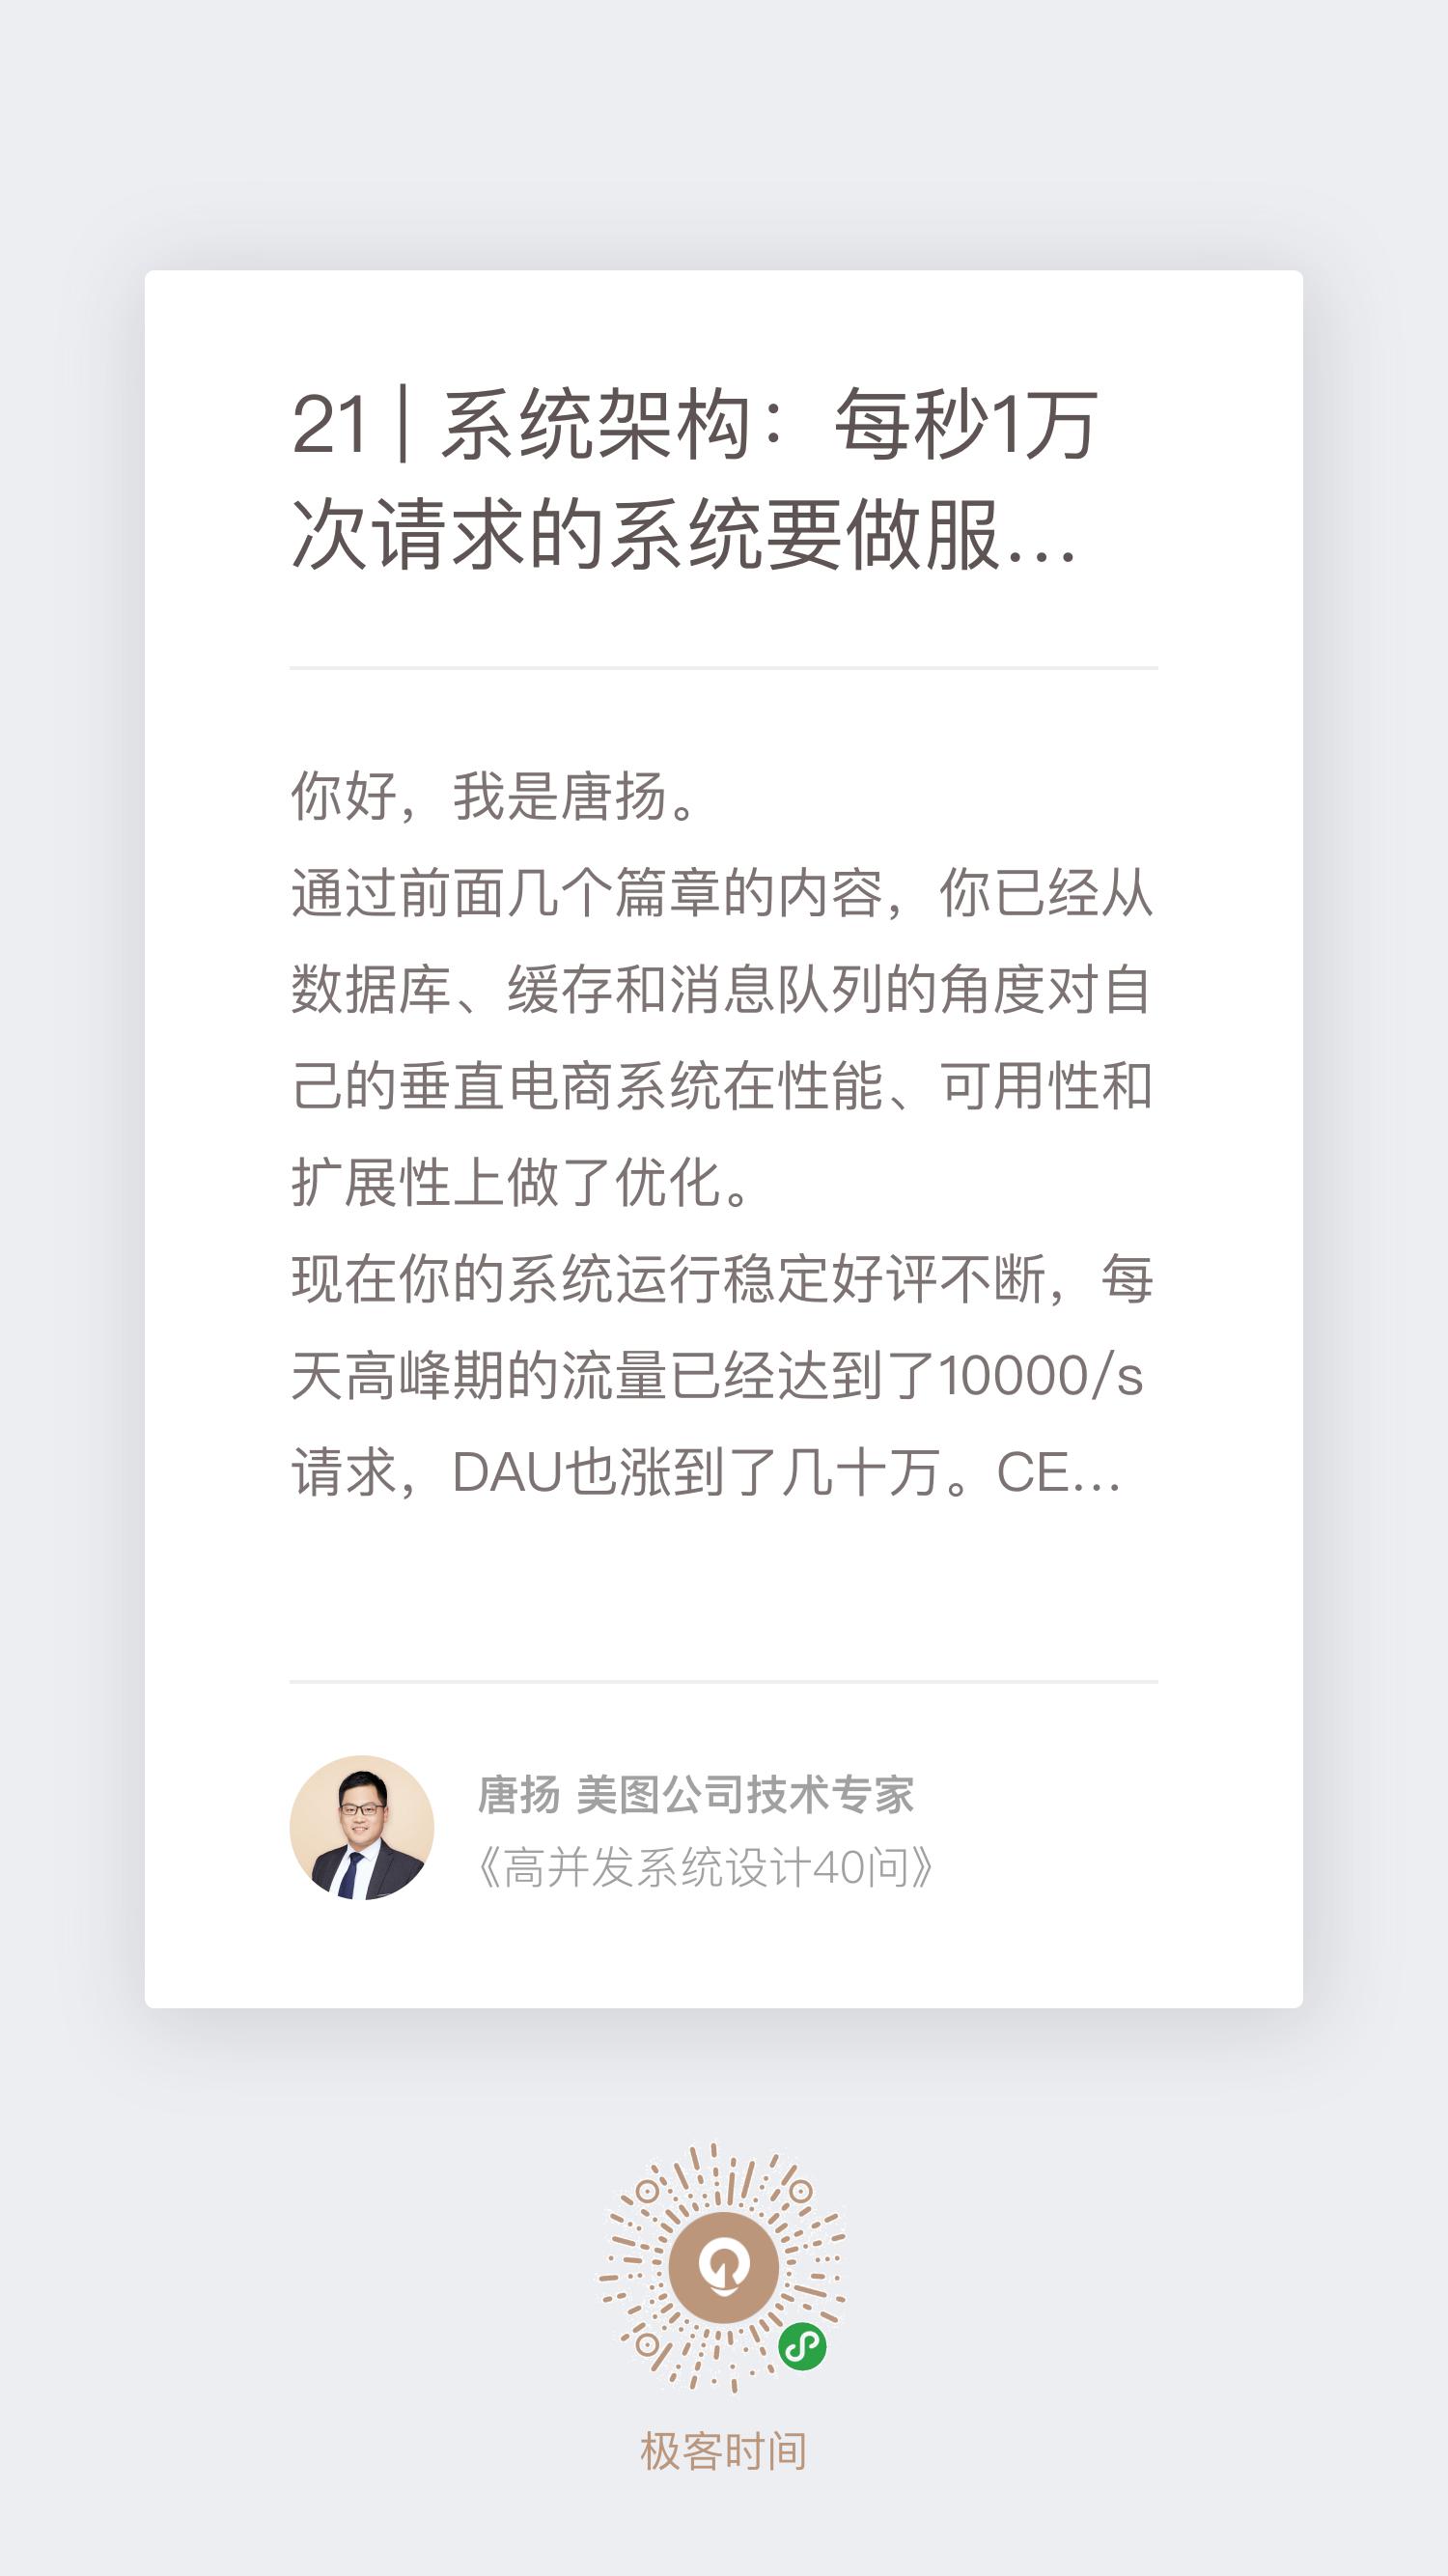 21 | 系统架构：每秒1万
次请求的系统要做服...
你好，我是唐扬。
通过前面几个篇章的内容，你已经从
数据库、缓存和消息队列的角度对自
己的垂直电商系统在性能、可用性和
扩展性上做了优化。
现在你的系统运行稳定好评不断，每
天高峰期的流量已经达到了10000/s
请求，DAU也涨到了几十万。CE...
唐扬 美图公司技术专家
《高并发系统设计40问》
极客时间